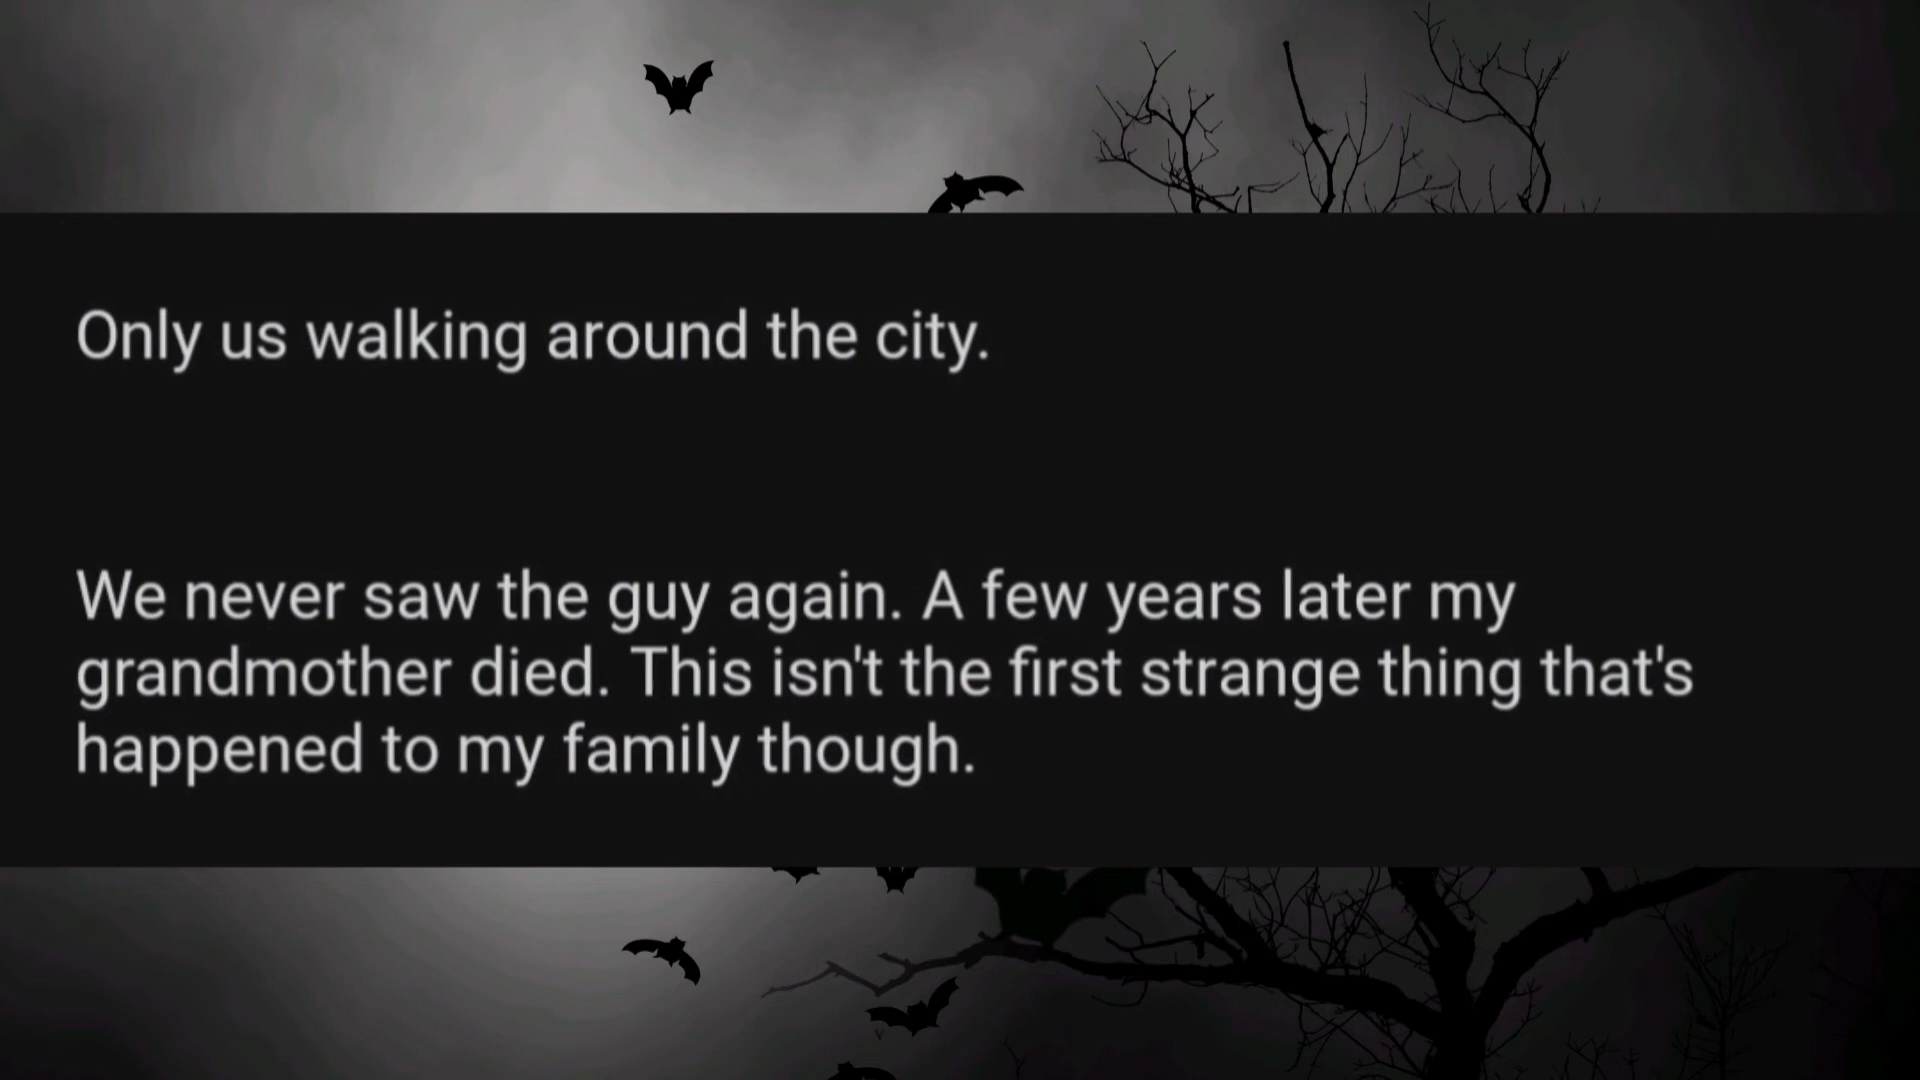 Only us walking around the city.
We never saw the guy again. A few years later my
grandmother died. This isn't the first strange thing that's
happened to my family though.